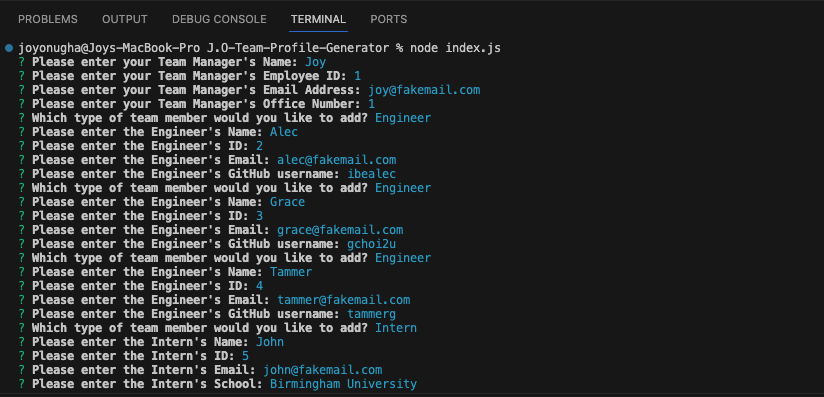 PROBLEMS OUTPUT DEBUG CONSOLE TERMINAL PORTS
joyonugha@Joys-MacBook-Pro J.O-Team-Profile-Generator % node index.js
? Please enter your Team Manager's Name: Joy
? Please enter your Team Manager's Employee ID: 1
? Please enter your Team Manager's Email Address: joy@fakemail.com
? Please enter your Team Manager's Office Number: 1
? Which type of team member would you like to add? Engineer
? Please enter the Engineer's Name: Alec
? Please enter the Engineer's ID: 2
? Please enter the Engineer's Email: alec@fakemail.com
? Please enter the Engineer's GitHub username: ibealec
? Which type of team member would you like to add? Engineer
? Please enter the Engineer's Name: Grace
? Please enter the Engineer's ID: 3
? Please enter the Engineer's Email: grace@fakemail.com
? Please enter the Engineer's GitHub username: gchoi2u
? Which type of team member would you like to add? Engineer
? Please enter the Engineer's Name: Tammer
? Please enter the Engineer's ID: 4
? Please enter the Engineer's Email: tammer@fakemail.com
? Please enter the Engineer's GitHub username: tammerg
? Which type of team member would you like to add? Intern
? Please enter the Intern's Name: John
? Please enter the Intern's ID: 5
? Please enter the Intern's Email: john@fakemail.com
? Please enter the Intern's School: Birmingham University